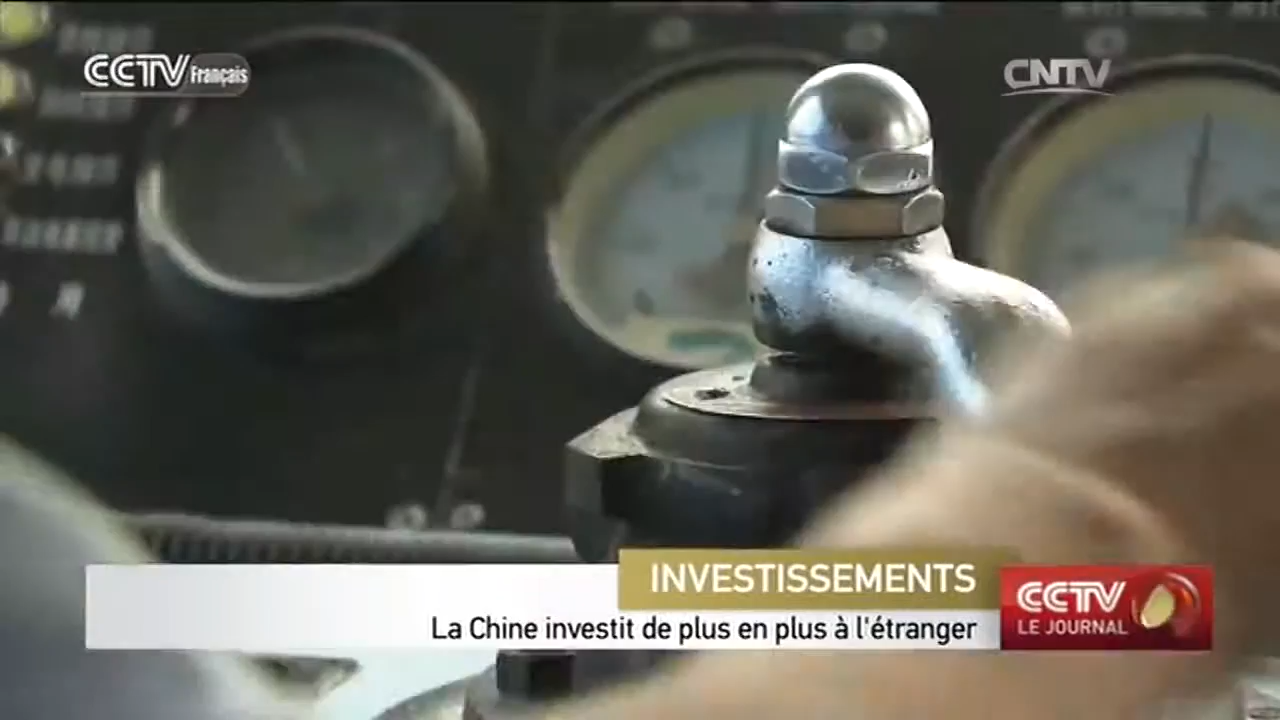 CCTV Français
CNTV
INVESTISSEMENTS
La Chine investit de plus en plus à l'étranger
CCTV
LE JOURNAL